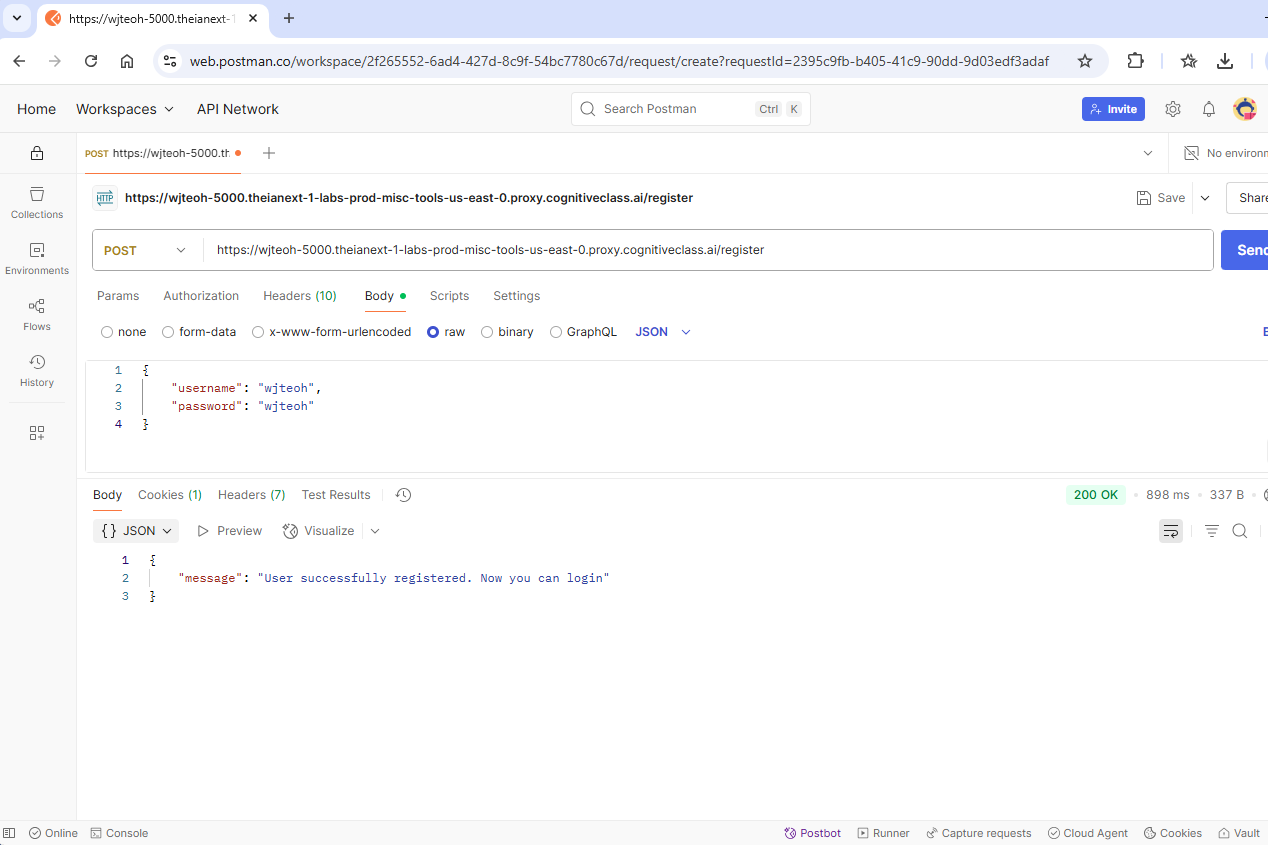 https://wjteoh-5000.theianext-1
web.postman.co/workspace/2f265552-6ad4-427d-8c9f-54bc7780c67d/request/create?requestId=2395c9fb-b405-41c9-90dd-9d03edf3adaf
Home Workspaces API Network Search Postman Ctrl K Invite
POST https://wjteoh-5000.th No environm
Collections
Environments
Flows
History
HTTP https://wjteoh-5000.theianext-1-labs-prod-misc-tools-us-east-0.proxy.cognitiveclass.ai/register Save Share
POST https://wjteoh-5000.theianext-1-labs-prod-misc-tools-us-east-0.proxy.cognitiveclass.ai/register Send
Params Authorization Headers (10) Body Scripts Settings
none form-data x-www-form-urlencoded raw binary GraphQL JSON
1 {
2 "username": "wjteoh",
3 "password": "wjteoh"
4 }
Body Cookies (1) Headers (7) Test Results 200 OK 898 ms 337 B
{} JSON Preview Visualize
1 {
2 "message": "User successfully registered. Now you can login"
3 }
Online Console Postbot Runner Capture requests Cloud Agent Cookies Vault